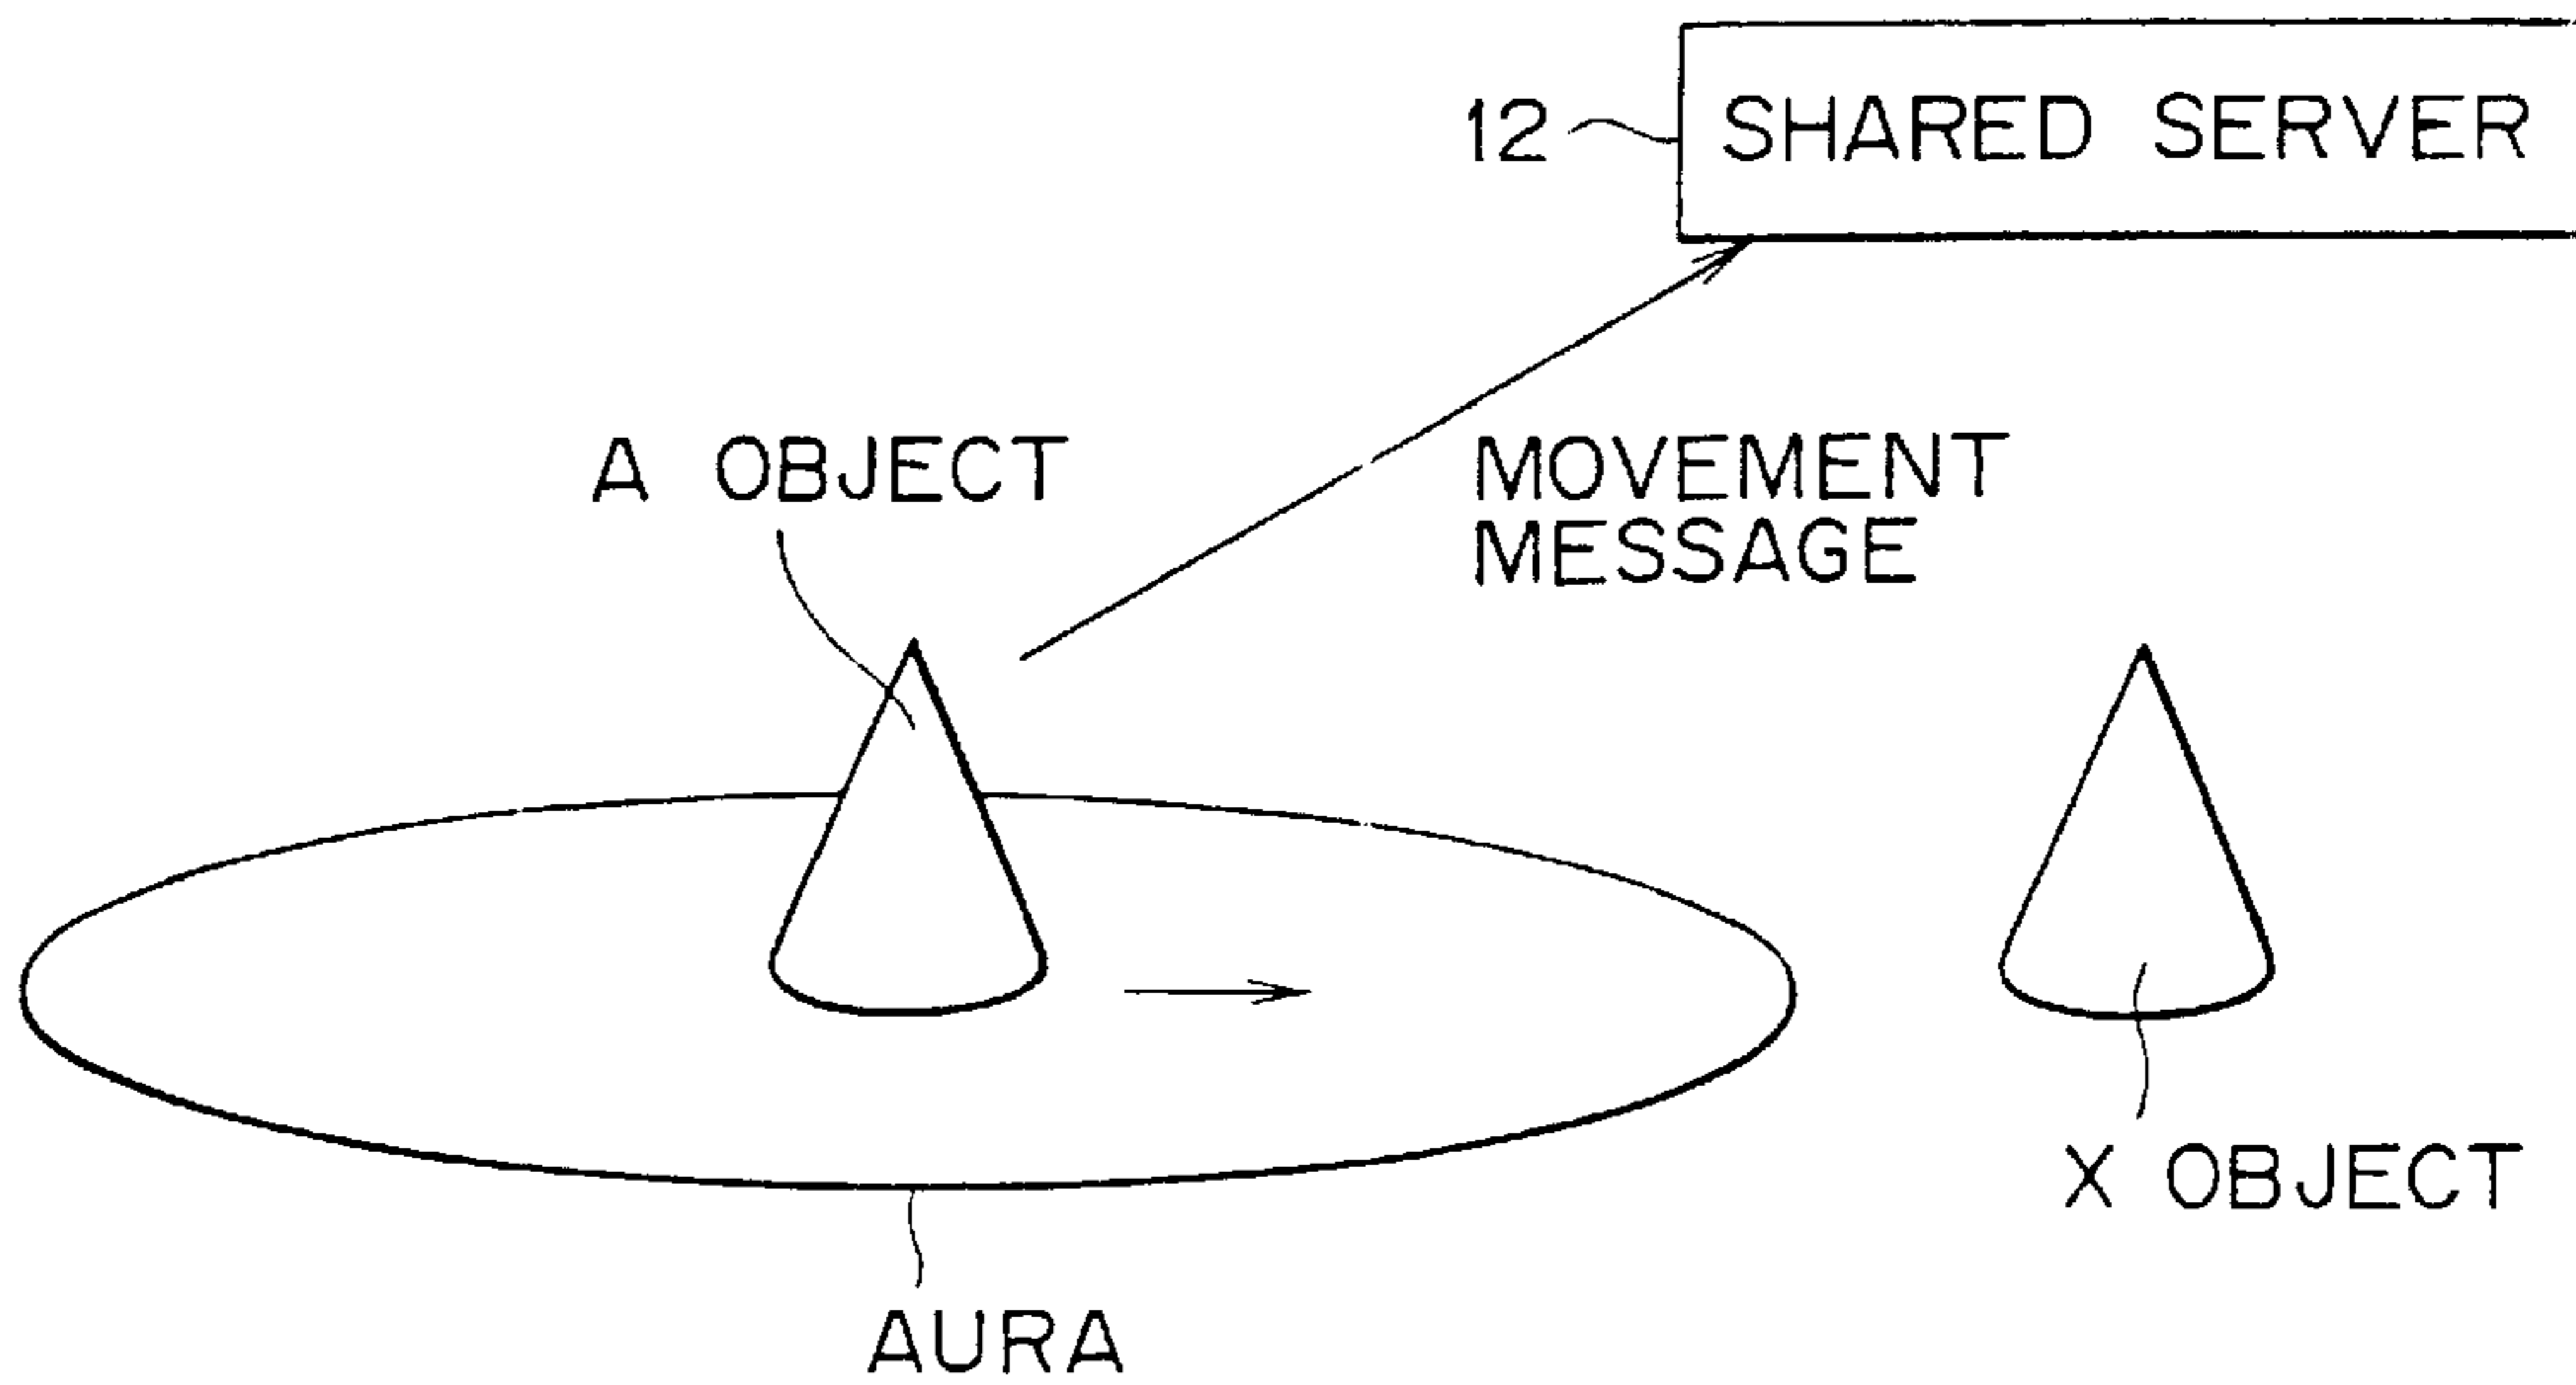 12 SHARED SERVER
A OBJECT
MOVEMENT
MESSAGE
X OBJECT
AURA